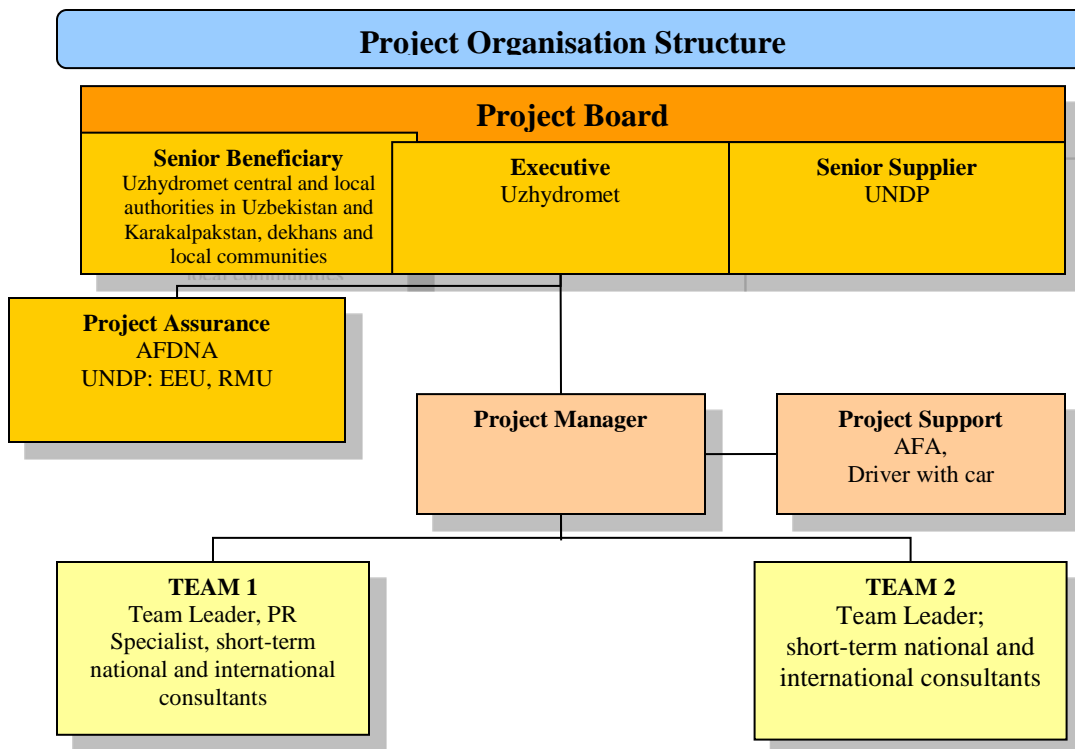 Project Organisation Structure
Project Board
Senior Beneficiary
Uzhydromet central and local
authorities in Uzbekistan and
Karakalpakstan, dekhans and
local communities
Executive
Uzhydromet
Senior Supplier
UNDP
Project Assurance
AFDNA
UNDP: EEU, RMU
Project Manager
Project Support
AFA,
Driver with car
TEAM 1
Team Leader, PR
Specialist, short-term
national and international
consultants
TEAM 2
Team Leader;
short-term national and
international consultants